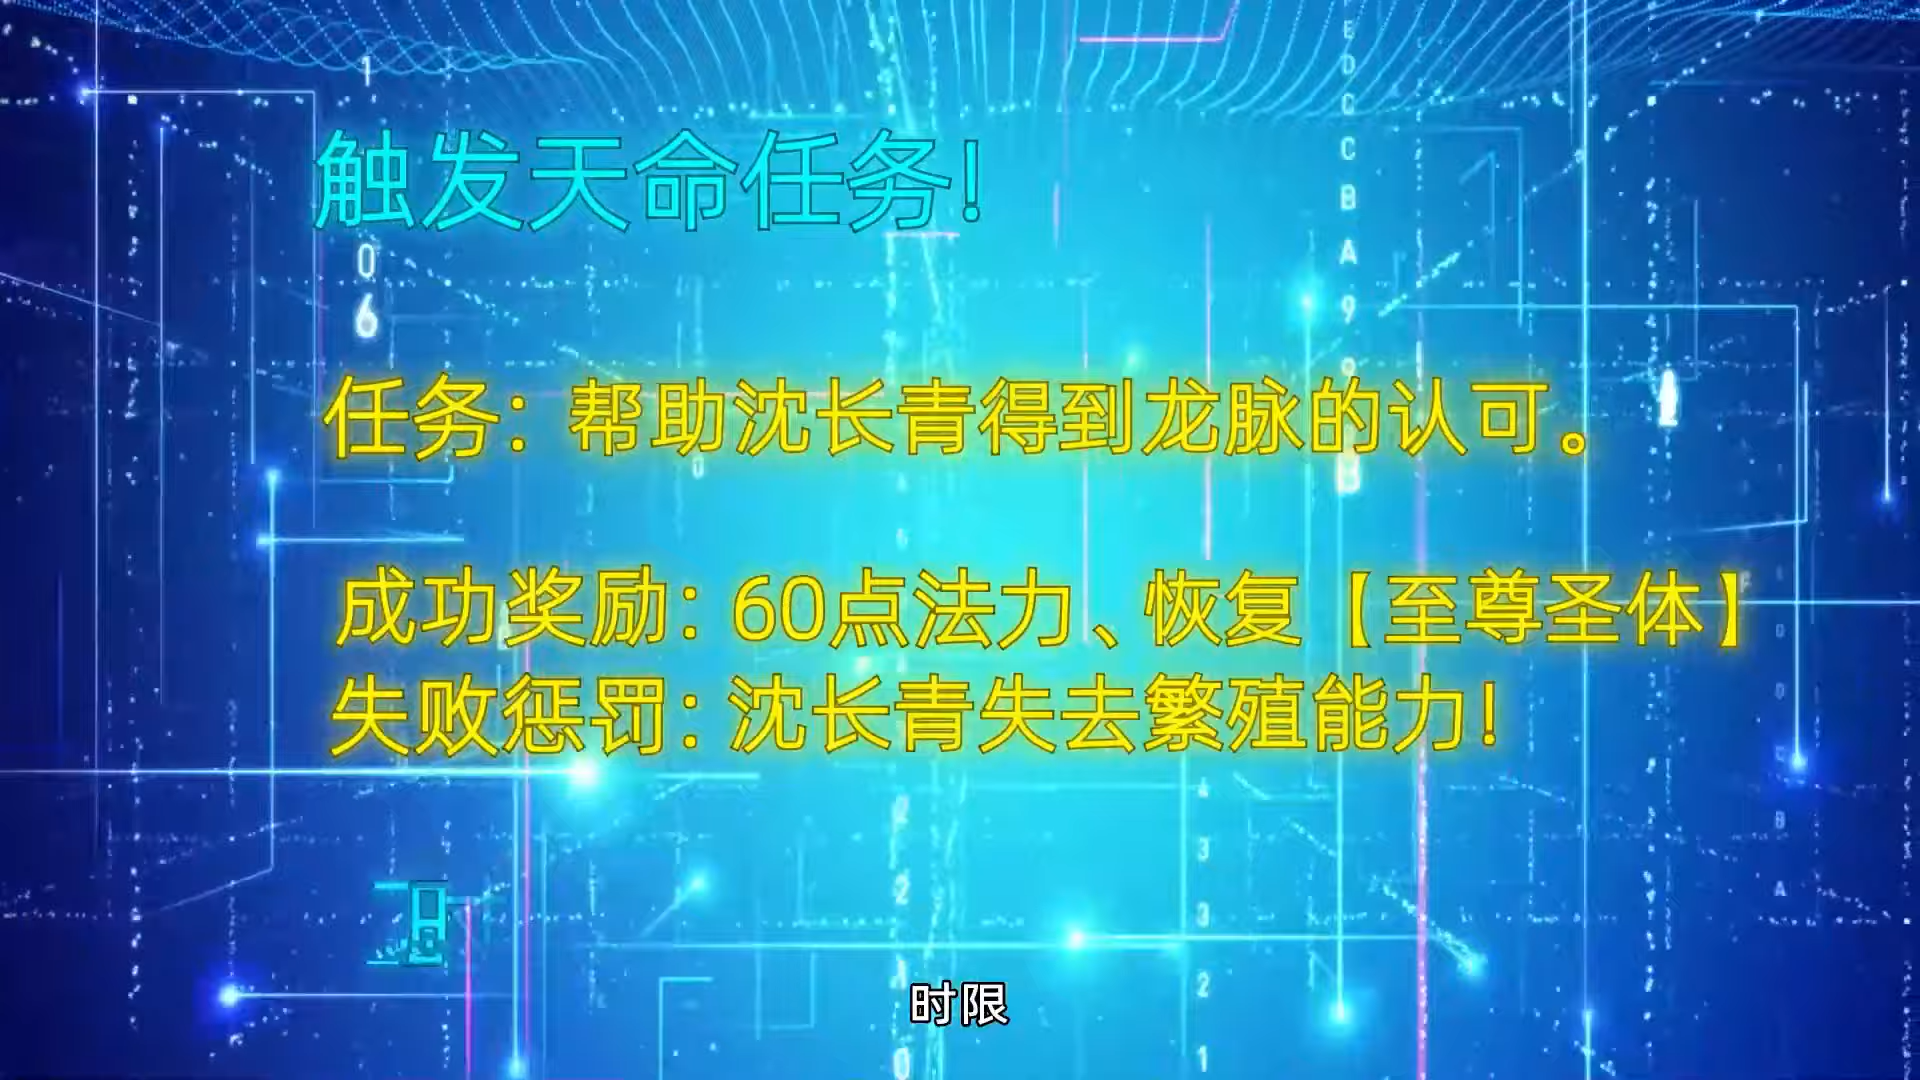 触发天命任务!
任务：帮助沈长青得到龙脉的认可。
成功奖励：60点法力、恢复【至尊圣体】
失败惩罚：沈长青失去繁殖能力!
时限